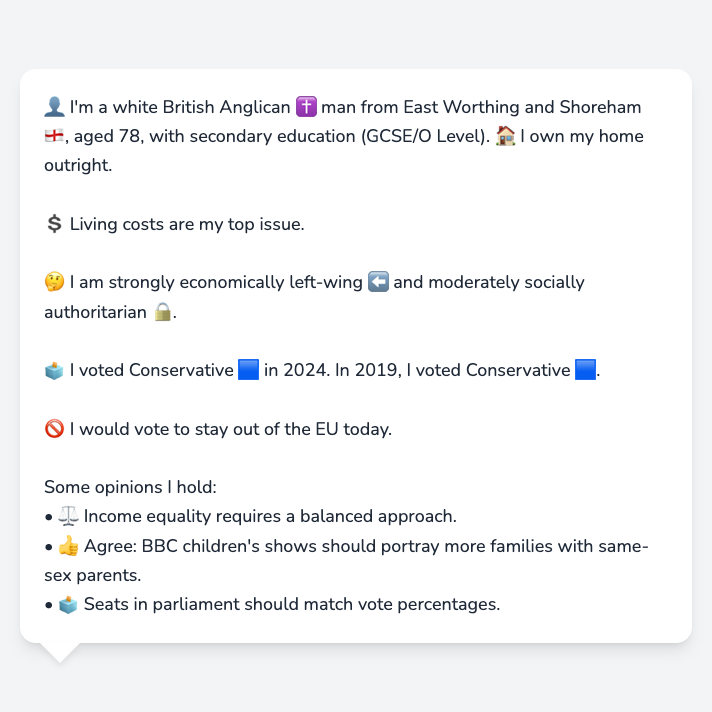 👤 I'm a white British Anglican ✝️ man from East Worthing and Shoreham
🏴󠁧󠁢󠁥󠁮󠁧󠁿, aged 78, with secondary education (GCSE/O Level). 🏠 I own my home
outright.
💲 Living costs are my top issue.
🤔 I am strongly economically left-wing ⬅️ and moderately socially
authoritarian 🔒.
🗳️ I voted Conservative 🟦 in 2024. In 2019, I voted Conservative 🟦.
🚫 I would vote to stay out of the EU today.
Some opinions I hold:
• ⚖️ Income equality requires a balanced approach.
• 👍 Agree: BBC children's shows should portray more families with same-
sex parents.
• 🗳️ Seats in parliament should match vote percentages.